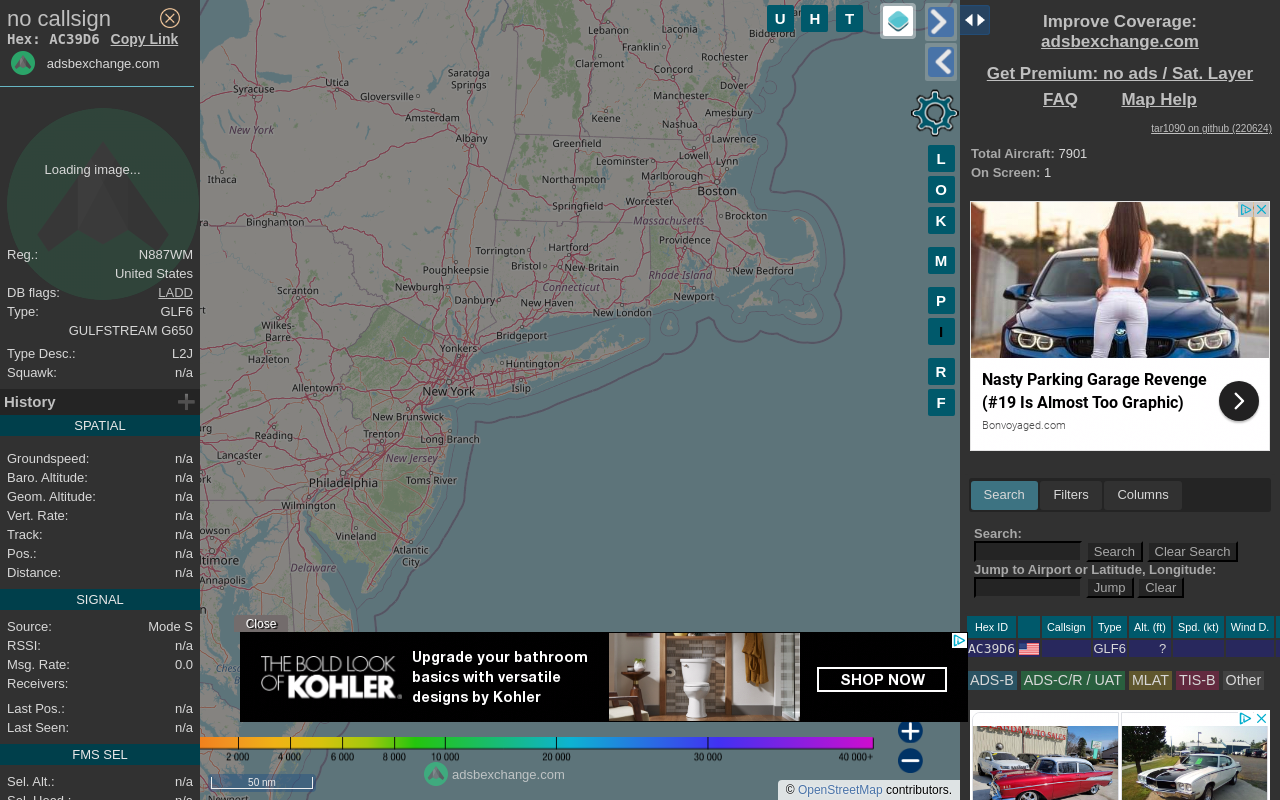 no callsign
Hex: AC39D6 Copy Link
adsbexchange.com
Loading image...
Reg.: N887WM
United States
DB flags: LADD
Type: GLF6
GULFSTREAM G650
Type Desc.: L2J
Squawk: n/a
History
SPATIAL
Groundspeed: n/a
Baro. Altitude: n/a
Geom. Altitude: n/a
Vert. Rate: n/a
Track: n/a
Pos.: n/a
Distance: n/a
SIGNAL
Source: Mode S
RSSI: n/a
Msg. Rate: 0.0
Receivers:
Last Pos.: n/a
Last Seen: n/a
FMS SEL
Sel. Alt.: n/a
Sel. Head.: n/a
U H T
L
O
K
M
P
I
R
F
Lebanon
Laconia
Biddeford
Franklin
Claremont
Rochester
Concord
Dover
Saratoga
Springs
Utica
Syracuse
Gloversville
Manchester
Amesbury
Amsterdam
Keene
Nashua
New York
Albany
Lawrence
Greenfield
Lowell
Leominster
Lynn
Ithaca
Northampton
Marlborough
Boston
Springfield
Worcester
Binghamton
Massachusetts
Brockton
Providence
Torrington
Hartford
Bristol
New Britain
Poughkeepsie
New Bedford
Rhode Island
Connecticut
Newburgh
Scranton
Danbury
New Haven
Newport
New London
Wilkes-
Barre
Bridgeport
Yonkers
Hazleton
Huntington
Allentown
New York
Islip
New Brunswick
Reading
Trenton
Long Branch
Lancaster
New Jersey
Philadelphia
Toms River
Wilmington
Vineland
Atlantic
City
Delaware
Annapolis
Close
THE BOLD LOOK
OF KOHLER®
Upgrade your bathroom
basics with versatile
designs by Kohler
SHOP NOW
2 000 4 000 6 000 8 000 10 000 20 000 30 000 40 000+
adsbexchange.com
50 nm
© OpenStreetMap contributors.
Improve Coverage:
adsbexchange.com
Get Premium: no ads / Sat. Layer
FAQ Map Help
tar1090 on github (220624)
Total Aircraft: 7901
On Screen: 1
Nasty Parking Garage Revenge
(#19 Is Almost Too Graphic)
Bonvoyaged.com
Search Filters Columns
Search:
Search Clear Search
Jump to Airport or Latitude, Longitude:
Jump Clear
Hex ID Callsign Type Alt. (ft) Spd. (kt) Wind D.
AC39D6 GLF6 ?
ADS-B ADS-C/R / UAT MLAT TIS-B Other